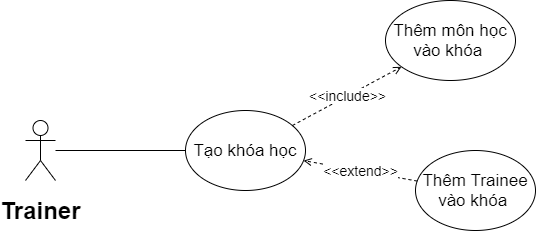 Thêm môn học
vào khóa
<<include>>
Tạo khóa học
<<extend>>
Thêm Trainee
vào khóa
Trainer